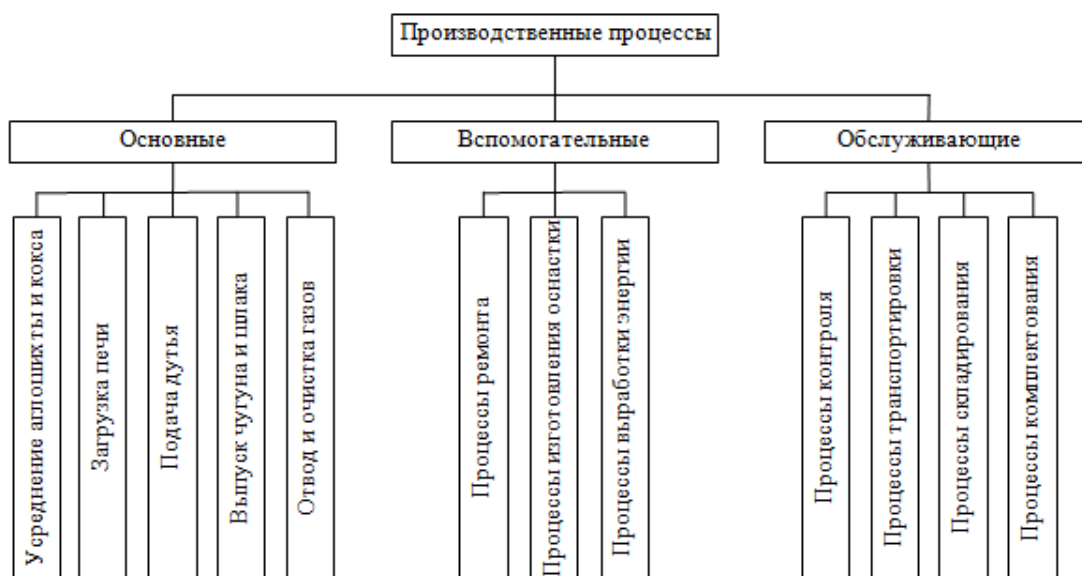 Производственные процессы
Основные
Вспомогательные
Обслуживающие
Усреднение аглошихты и кокса
Загрузка печи
Подача дутья
Выпуск чугуна и шлака
Отвод и очистка газов
Процессы ремонта
Процессы изготовления оснастки
Процессы выработки энергии
Процессы контроля
Процессы транспортировки
Процессы складирования
Процессы комплектования